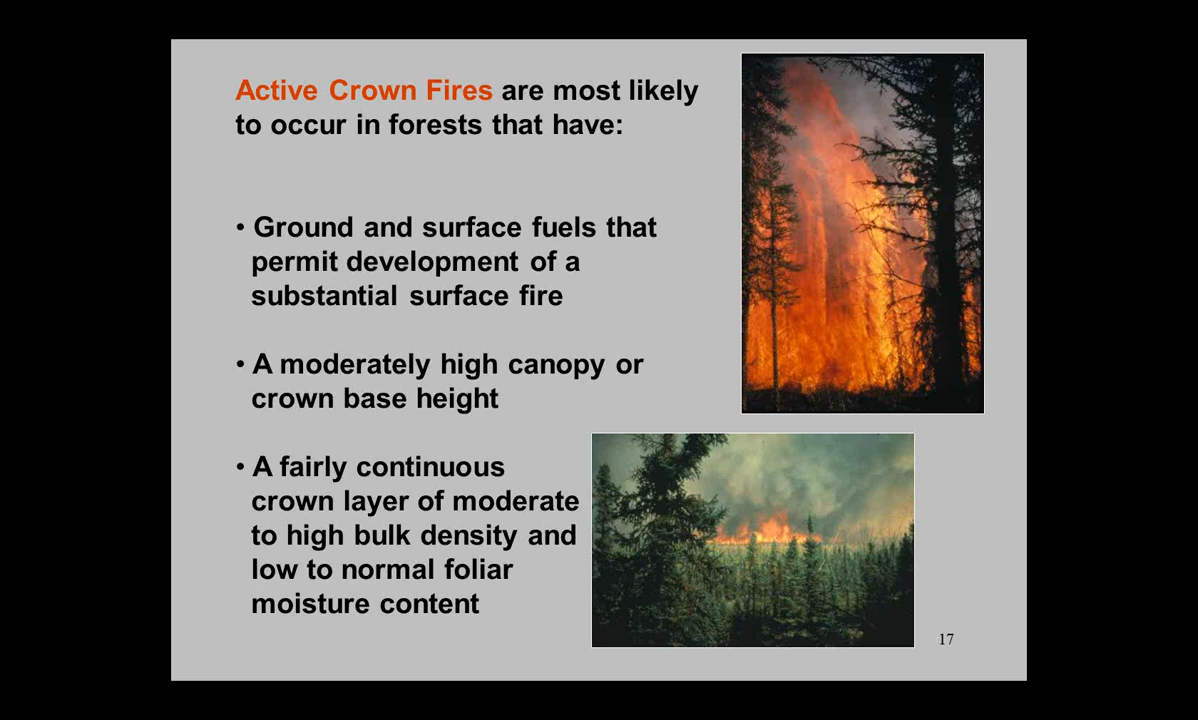 Active Crown Fires are most likely
to occur in forests that have:
• Ground and surface fuels that
permit development of a
substantial surface fire
• A moderately high canopy or
crown base height
• A fairly continuous
crown layer of moderate
to high bulk density and
low to normal foliar
moisture content
17